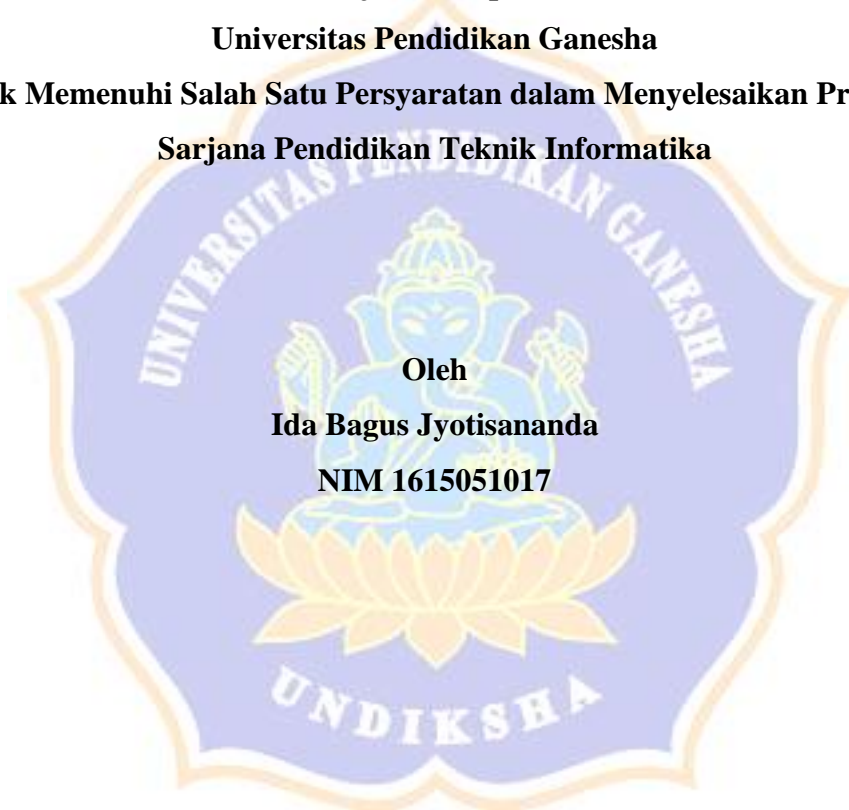 Universitas Pendidikan Ganesha
k Memenuhi Salah Satu Persyaratan dalam Menyelesaikan Pr
Sarjana Pendidikan Teknik Informatika
UNIVERSITAS PENDIDIKAN GANESHA
Oleh
Ida Bagus Jyotisananda
NIM 1615051017
UNDIKSHA